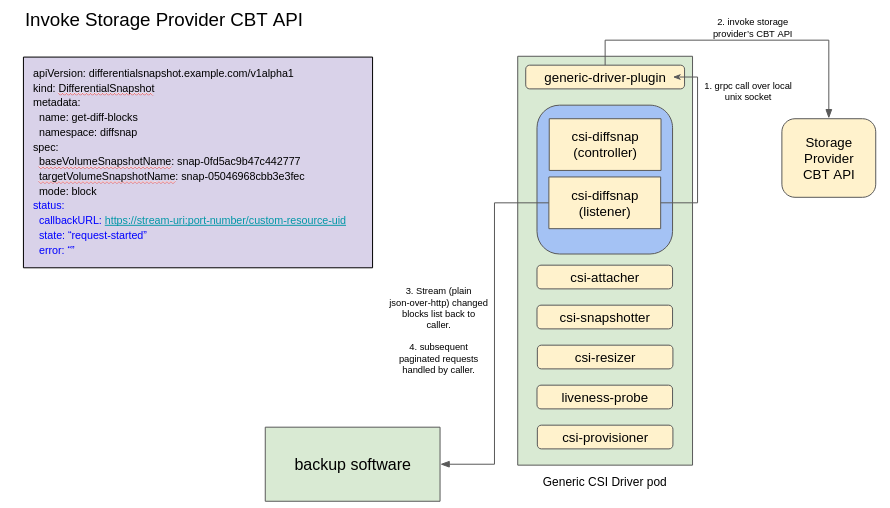 Invoke Storage Provider CBT API
apiVersion: differentialsnapshot.example.com/v1alpha1
kind: DifferentialSnapshot
metadata:
name: get-diff-blocks
namespace: diffsnap
spec:
baseVolumeSnapshotName: snap-0fd5ac9b47c442777
targetVolumeSnapshotName: snap-05046968cbb3e3fec
mode: block
status:
callbackURL: https://stream-uri:port-number/custom-resource-uid
state: “request-started”
error: “”
2. invoke storage
provider's CBT API
generic-driver-plugin
1. grpc call over local
unix socket
csi-diffsnap
(controller)
csi-diffsnap
(listener)
Storage
Provider
CBT API
csi-attacher
csi-snapshotter
csi-resizer
liveness-probe
csi-provisioner
Generic CSI Driver pod
3. Stream (plain
json-over-http) changed
blocks list back to
caller.
4. subsequent
paginated requests
handled by caller.
backup software